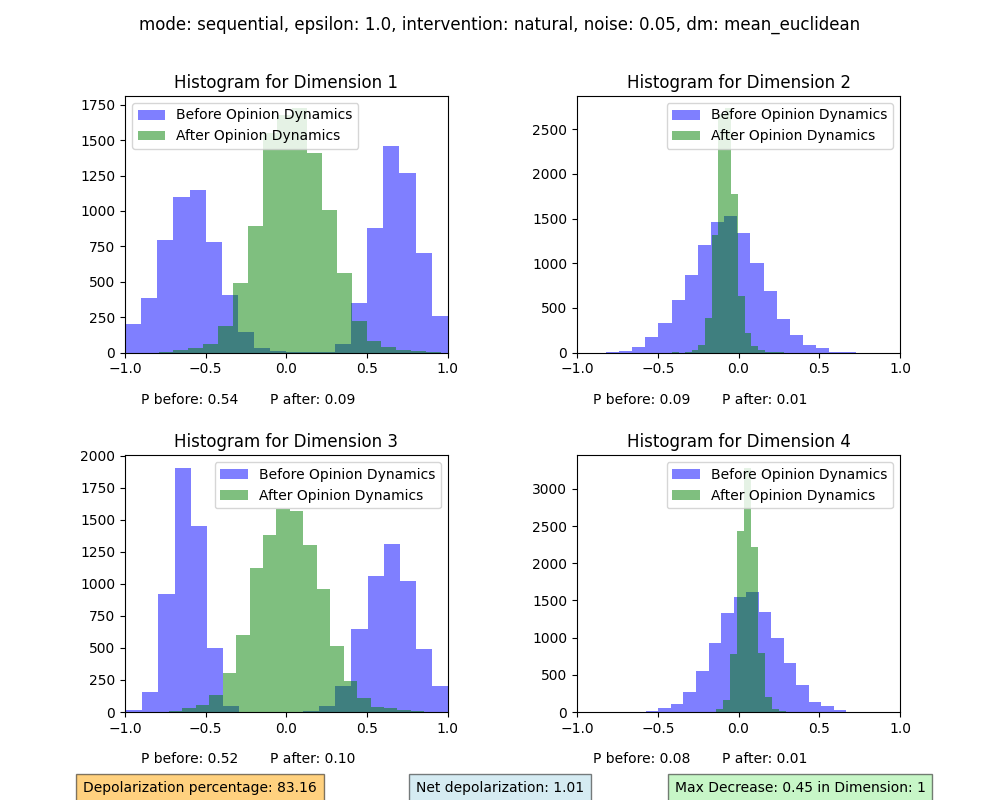 mode: sequential, epsilon: 1.0, intervention: natural, noise: 0.05, dm: mean_euclidean
Histogram for Dimension 1
Before Opinion Dynamics
After Opinion Dynamics
1750
1500
1250
1000
750
500
250
0
−1.0 −0.5 0.0 0.5 1.0
P before: 0.54 P after: 0.09
Histogram for Dimension 2
Before Opinion Dynamics
After Opinion Dynamics
2500
2000
1500
1000
500
0
−1.0 −0.5 0.0 0.5 1.0
P before: 0.09 P after: 0.01
Histogram for Dimension 3
Before Opinion Dynamics
After Opinion Dynamics
2000
1750
1500
1250
1000
750
500
250
0
−1.0 −0.5 0.0 0.5 1.0
P before: 0.52 P after: 0.10
Histogram for Dimension 4
Before Opinion Dynamics
After Opinion Dynamics
3000
2500
2000
1500
1000
500
0
−1.0 −0.5 0.0 0.5 1.0
P before: 0.08 P after: 0.01
Depolarization percentage: 83.16
Net depolarization: 1.01
Max Decrease: 0.45 in Dimension: 1